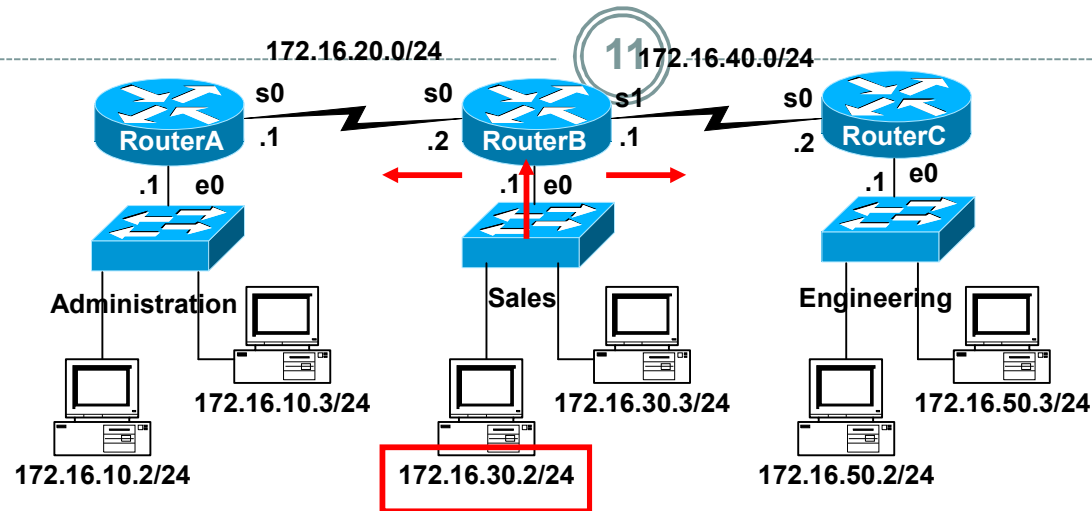 172.16.20.0/24
11
172.16.40.0/24
s0
s0
s1
s0
RouterA
.1
.2
RouterB
.1
.2
RouterC
.1
e0
.1
e0
.1
e0
Administration
Sales
Engineering
172.16.10.3/24
172.16.30.3/24
172.16.50.3/24
172.16.10.2/24
172.16.30.2/24
172.16.50.2/24